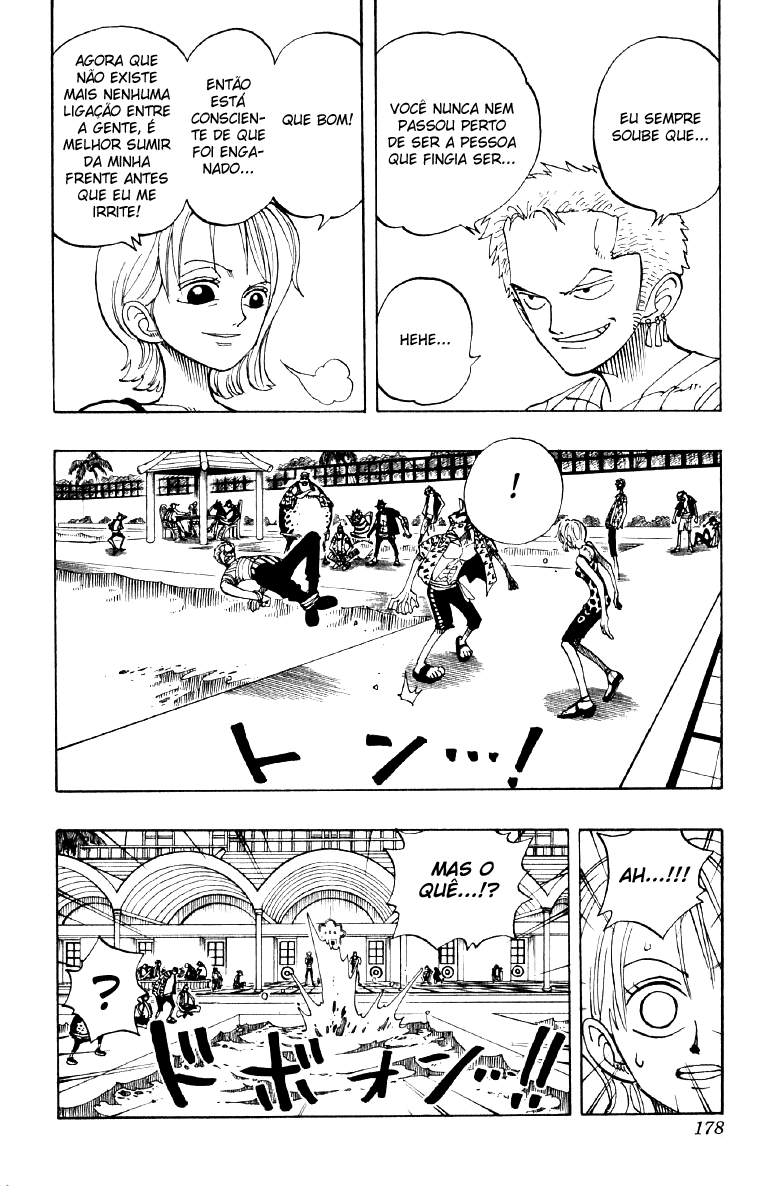 EU SEMPRE
SOUBE QUE...
VOCÊ NUNCA NEM
PASSOU PERTO
DE SER A PESSOA
QUE FINGIA SER...
HEHE...
QUE BOM!
ENTÃO
ESTÁ
CONSCIEN-
TE DE QUE
FOI ENGA-
NADO...
AGORA QUE
NÃO EXISTE
MAIS NENHUMA
LIGAÇÃO ENTRE
A GENTE, É
MELHOR SUMIR
DA MINHA
FRENTE ANTES
QUE EU ME
IRRITE!
!
トン…!
AH...!!!
MAS O
QUÊ...!?
?
ドボォン…!!
178